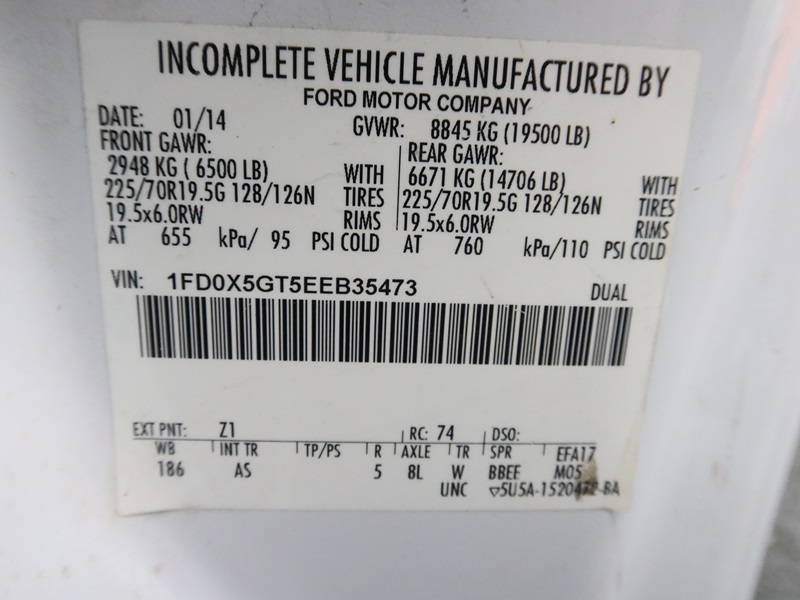 INCOMPLETE VEHICLE MANUFACTURED BY
FORD MOTOR COMPANY
DATE: 01/14 GVWR: 8845 KG (19500 LB)
FRONT GAWR: REAR GAWR:
2948 KG ( 6500 LB) WITH 6671 KG (14706 LB) WITH
225/70R19.5G 128/126N TIRES 225/70R19.5G 128/126N TIRES
19.5x6.0RW RIMS 19.5x6.0RW RIMS
AT 655 kPa/ 95 PSI COLD AT 760 kPa/110 PSI COLD
VIN: 1FD0X5GT5EEB35473 DUAL
EXT PNT: Z1 RC: 74 DSO:
WB INT TR TP/PS R AXLE TR SPR EFA17
186 AS 5 8L W BBEF M05
UNC